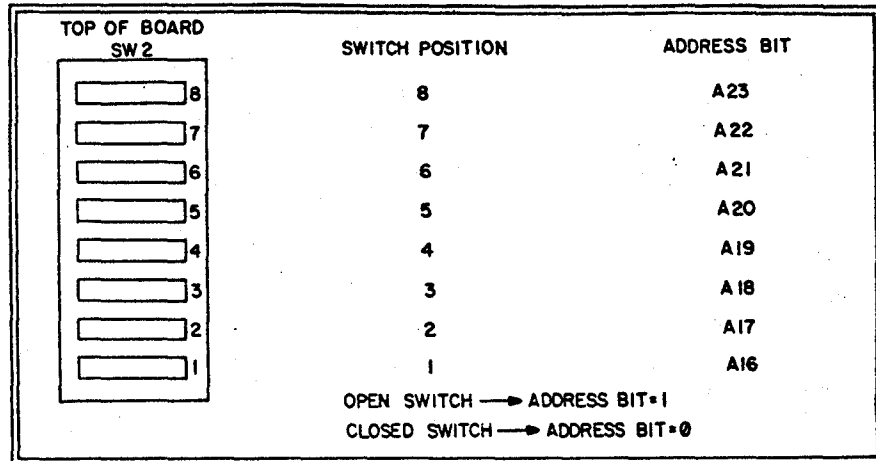 TOP OF BOARD
SW2
SWITCH POSITION ADDRESS BIT
8 8 A23
7 7 A22
6 6 A21
5 5 A20
4 4 A19
3 3 A18
2 2 A17
1 1 A16
OPEN SWITCH → ADDRESS BIT=1
CLOSED SWITCH → ADDRESS BIT=0